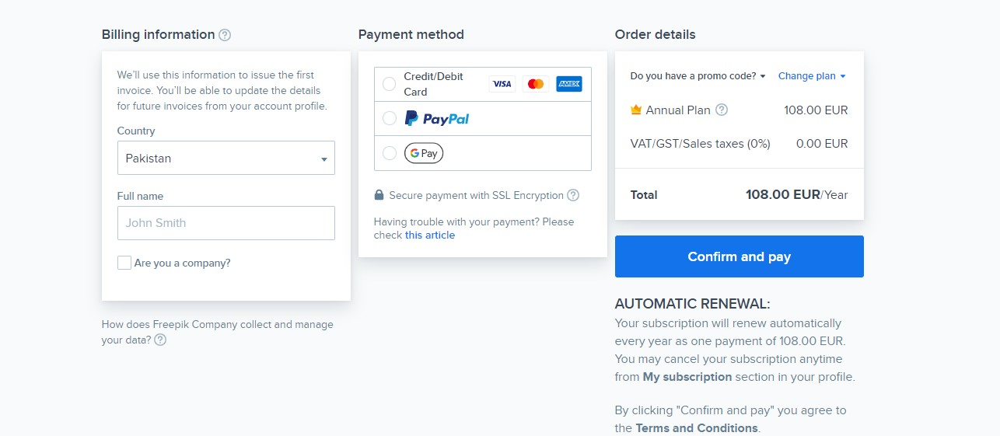 Billing information ?
We'll use this information to issue the first
invoice. You'll be able to update the details
for future invoices from your account profile.
Country
Pakistan
Full name
John Smith
Are you a company?
How does Freepik Company collect and manage
your data? ?
Payment method
Credit/Debit
Card
VISA
AMEX
PayPal
G Pay
Secure payment with SSL Encryption ?
Having trouble with your payment? Please
check this article
Order details
Do you have a promo code? Change plan
Annual Plan ? 108.00 EUR
VAT/GST/Sales taxes (0%) 0.00 EUR
Total 108.00 EUR/Year
Confirm and pay
AUTOMATIC RENEWAL:
Your subscription will renew automatically
every year as one payment of 108.00 EUR.
You may cancel your subscription anytime
from My subscription section in your profile.
By clicking "Confirm and pay" you agree to
the Terms and Conditions.